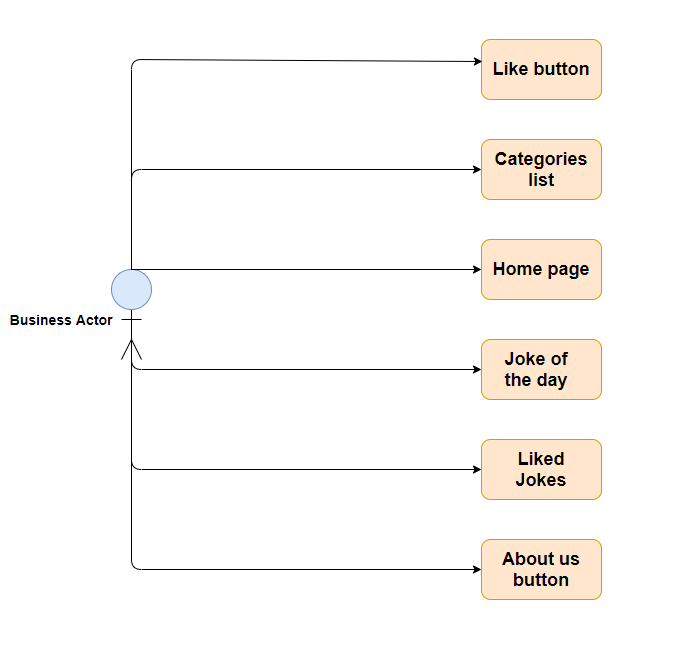 Like button
Categories
list
Home page
Business Actor
Joke of
the day
Liked
Jokes
About us
button